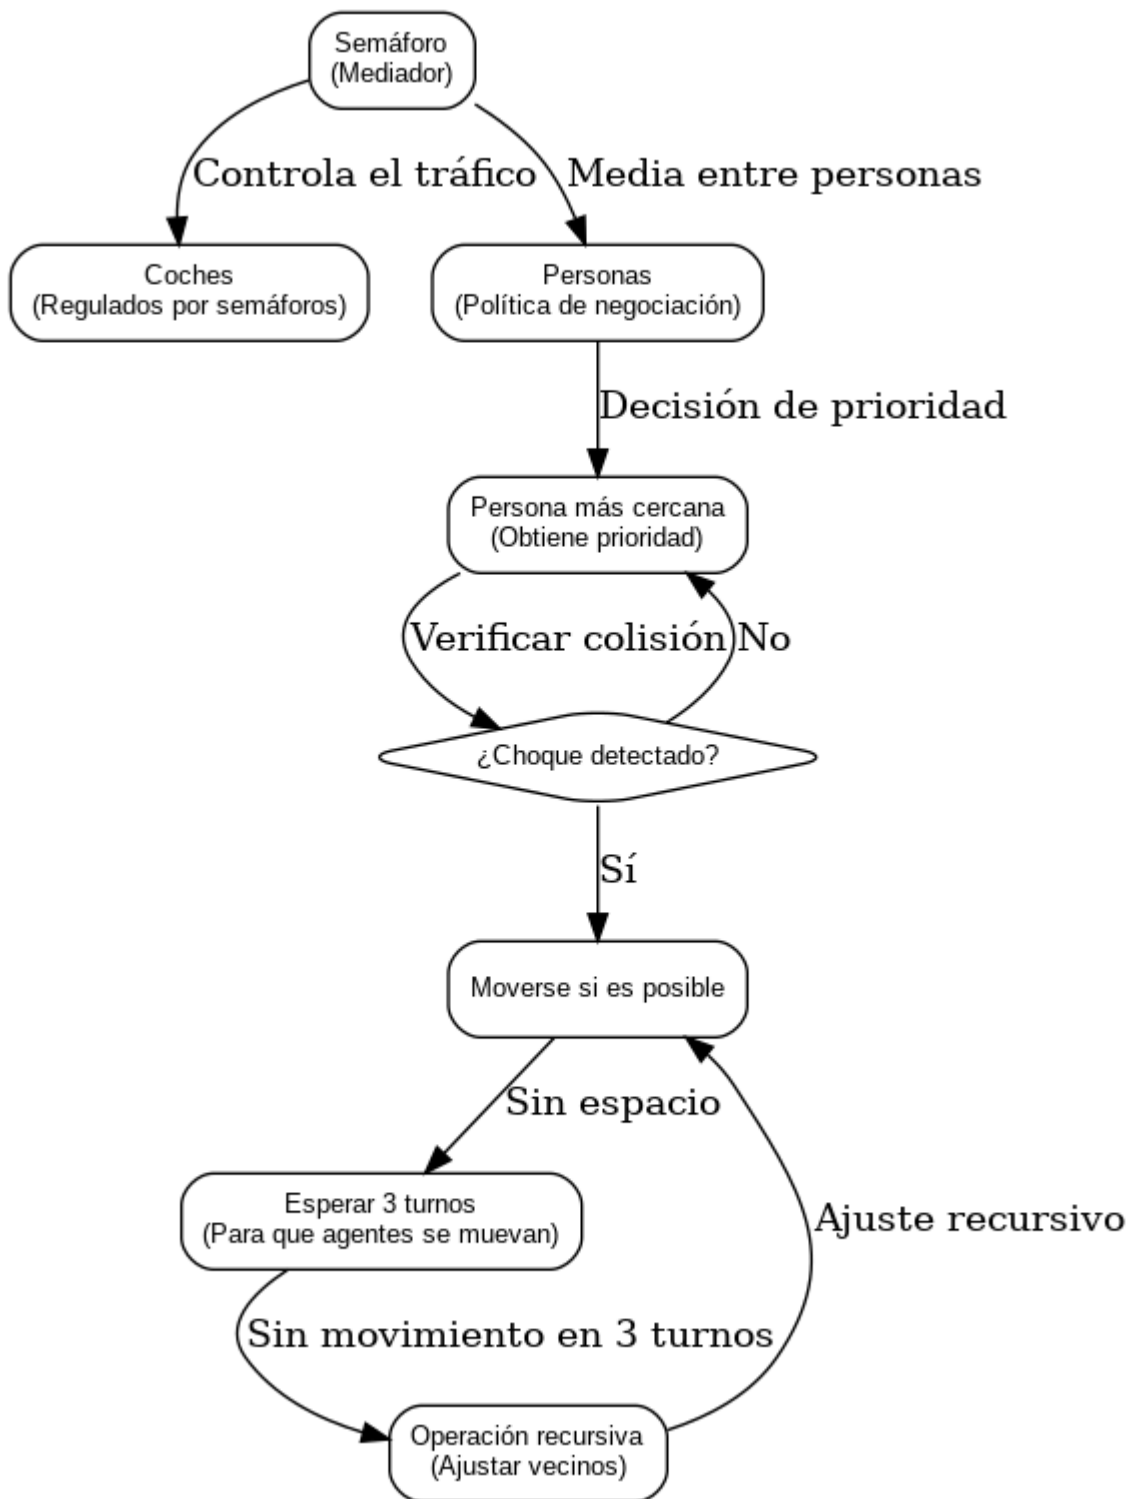 Semáforo
(Mediador)
Controla el tráfico
Media entre personas
Coches
(Regulados por semáforos)
Personas
(Política de negociación)
Decisión de prioridad
Persona más cercana
(Obtiene prioridad)
Verificar colisión
No
¿Choque detectado?
Sí
Moverse si es posible
Sin espacio
Esperar 3 turnos
(Para que agentes se muevan)
Ajuste recursivo
Sin movimiento en 3 turnos
Operación recursiva
(Ajustar vecinos)